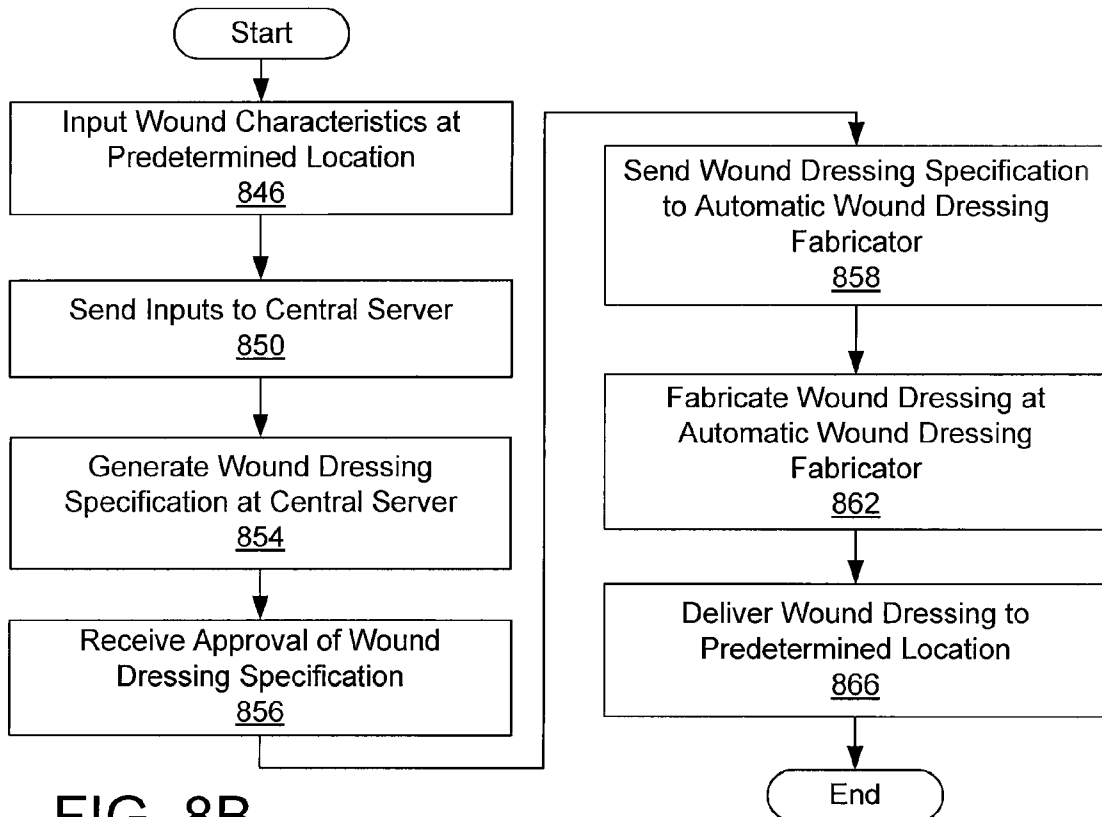 Start
Input Wound Characteristics at
Predetermined Location
846
Send Inputs to Central Server
850
Generate Wound Dressing
Specification at Central Server
854
Receive Approval of Wound
Dressing Specification
856
Send Wound Dressing Specification
to Automatic Wound Dressing
Fabricator
858
Fabricate Wound Dressing at
Automatic Wound Dressing
Fabricator
862
Deliver Wound Dressing to
Predetermined Location
866
End
FIG. 8B